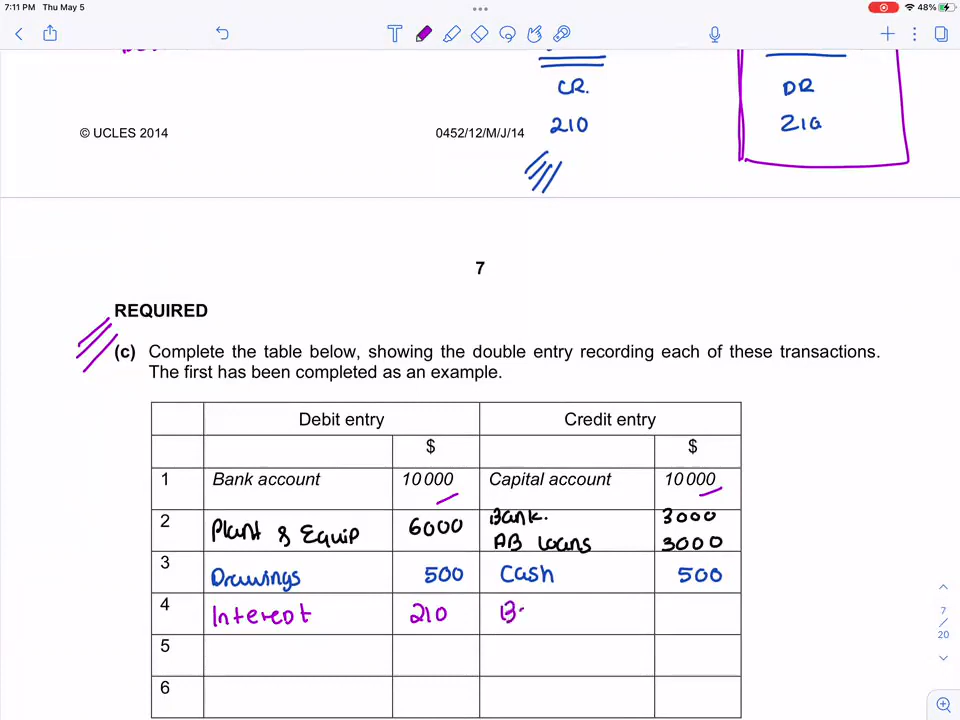 7:11 PM Thu May 5
48%
CR.
DR
210
210
© UCLES 2014
0452/12/M/J/14
7
REQUIRED
(c) Complete the table below, showing the double entry recording each of these transactions.
The first has been completed as an example.
Debit entry Credit entry
$ $
1 Bank account 10 000 Capital account 10 000
2 Plant & Equip 6000 Bank. 3000
AB loans 3000
3 Drawings 500 Cash 500
4 Interest 210 B
5
6
7
/
20